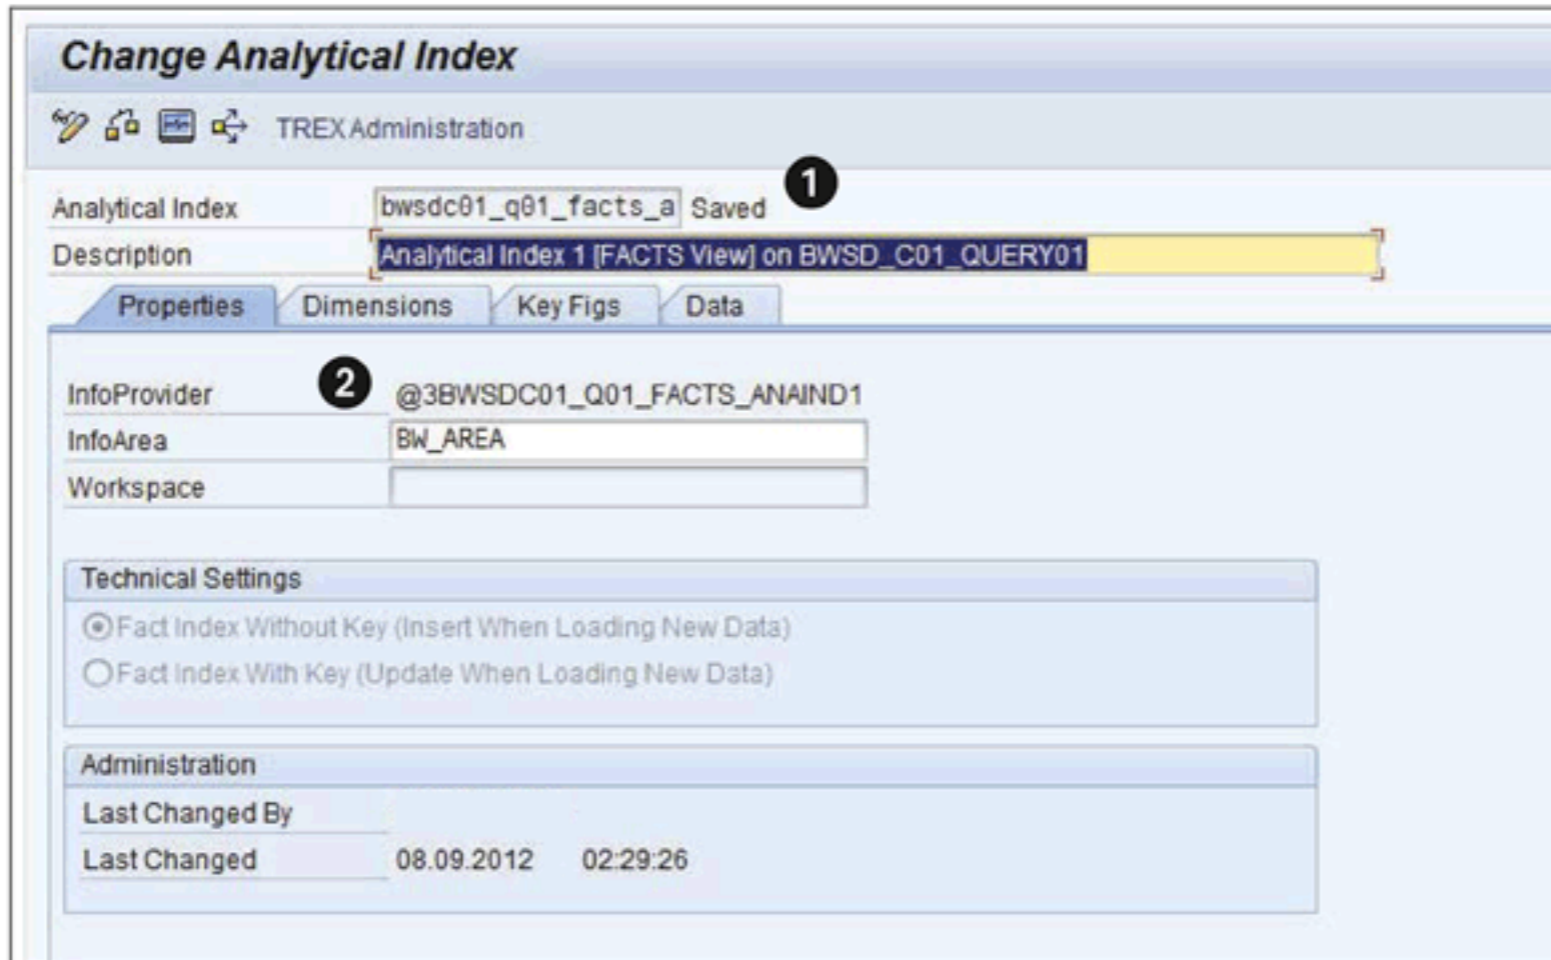 Change Analytical Index
TREX Administration
1
Analytical Index bwsdc01_q01_facts_a Saved
Description Analytical Index 1 [FACTS View] on BWSD_C01_QUERY01
Properties Dimensions Key Figs Data
InfoProvider 2 @3BWSDC01_Q01_FACTS_ANAIND1
InfoArea BW_AREA
Workspace
Technical Settings
Fact Index Without Key (Insert When Loading New Data)
Fact Index With Key (Update When Loading New Data)
Administration
Last Changed By
Last Changed 08.09.2012 02:29:26